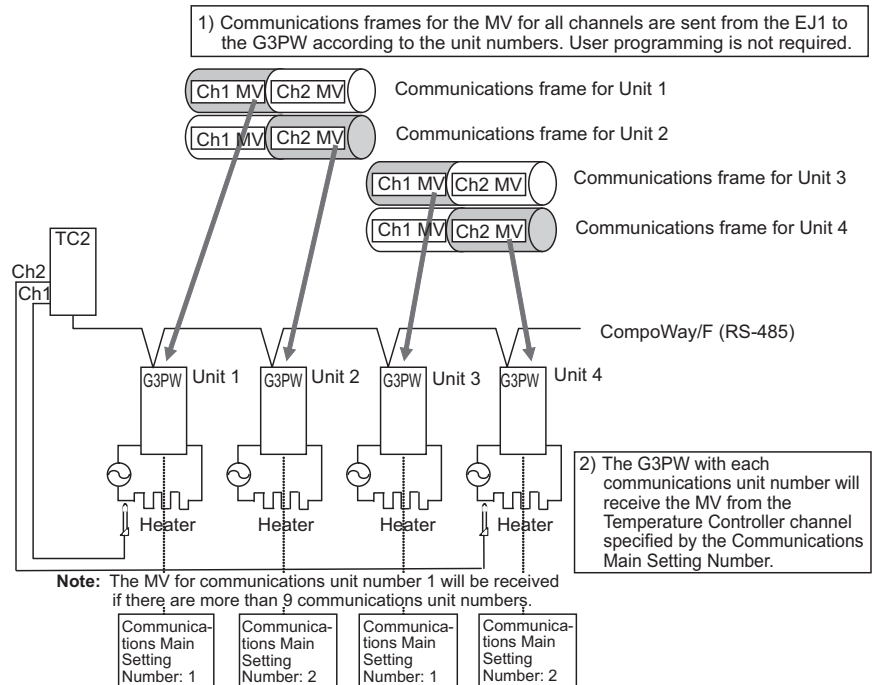 1) Communications frames for the MV for all channels are sent from the EJ1 to
the G3PW according to the unit numbers. User programming is not required.
Ch1 MV Ch2 MV Communications frame for Unit 1
Ch1 MV Ch2 MV Communications frame for Unit 2
Ch1 MV Ch2 MV Communications frame for Unit 3
Ch1 MV Ch2 MV Communications frame for Unit 4
TC2
Ch2
Ch1
CompoWay/F (RS-485)
G3PW Unit 1 G3PW Unit 2 G3PW Unit 3 G3PW Unit 4
Heater Heater Heater Heater
2) The G3PW with each
communications unit number will
receive the MV from the
Temperature Controller channel
specified by the Communications
Main Setting Number.
Note: The MV for communications unit number 1 will be received
if there are more than 9 communications unit numbers.
Communica-
tions Main
Setting
Number: 1
Communica-
tions Main
Setting
Number: 2
Communica-
tions Main
Setting
Number: 1
Communica-
tions Main
Setting
Number: 2